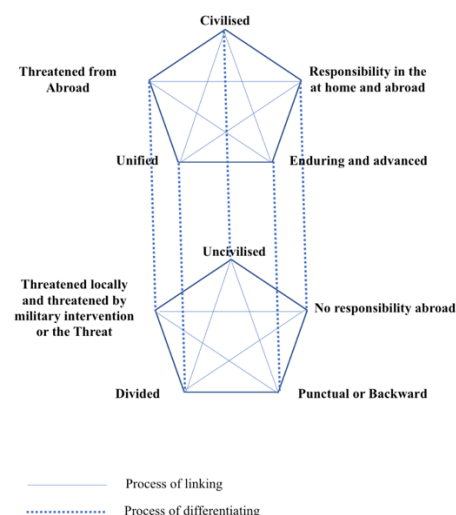 Civilised
Threatened from
Abroad
Responsibility in the
at home and abroad
Unified
Enduring and advanced
Uncivilised
Threatened locally
and threatened by
military intervention
or the Threat
No responsibility abroad
Divided
Punctual or Backward
Process of linking
Process of differentiating